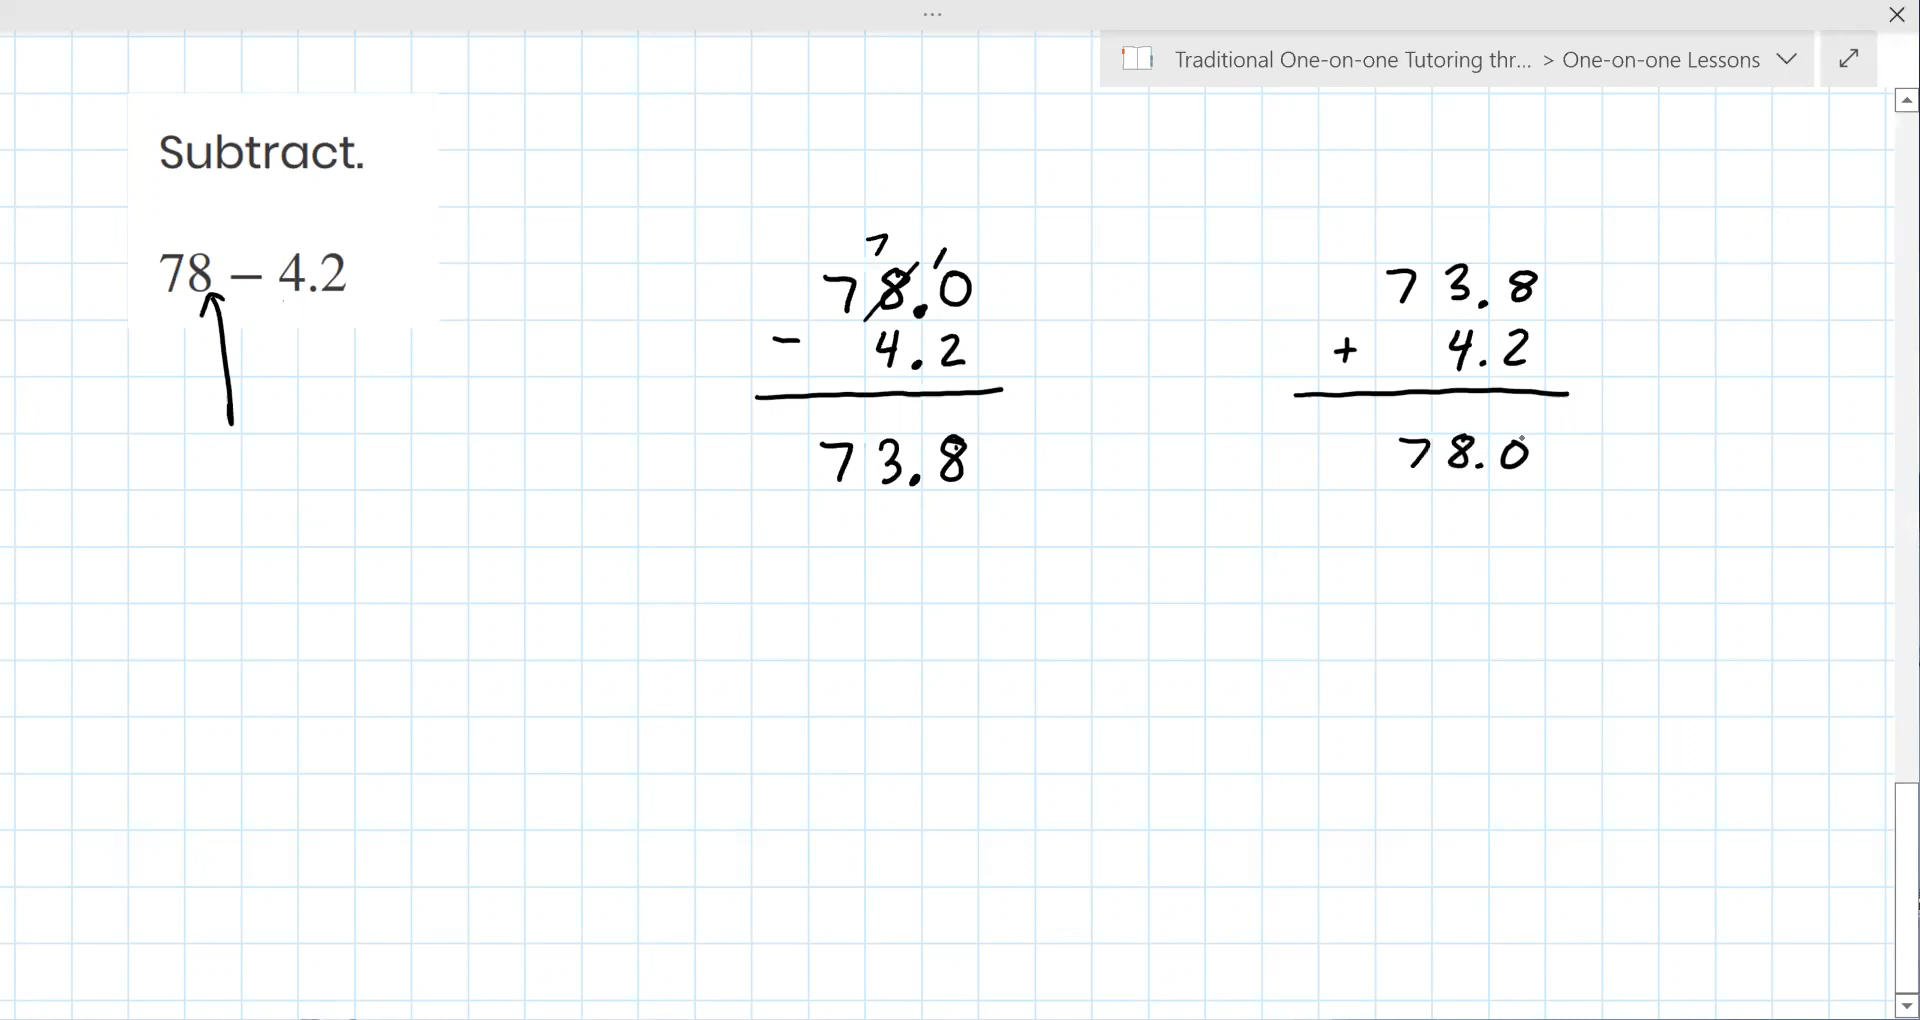 ...
Traditional One-on-one Tutoring thr... > One-on-one Lessons
Subtract.
78 − 4.2
7 1
78.0
- 4.2
73.8
73.8
+ 4.2
78.0